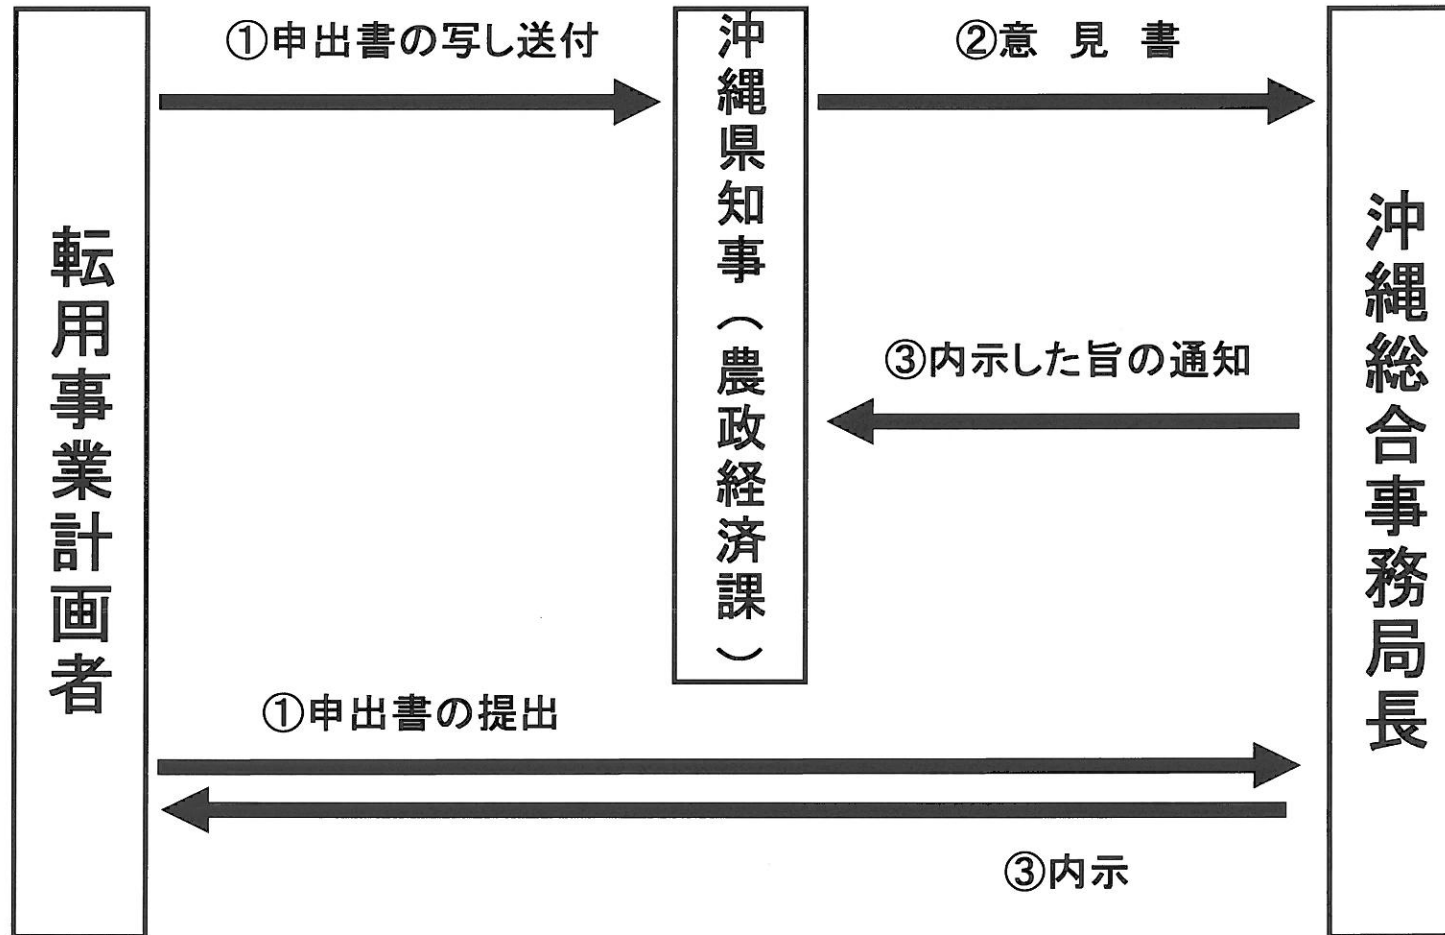 転用事業計画者
①申出書の写し送付
沖縄県知事(農政経済課)
②意 見 書
沖縄総合事務局長
③内示した旨の通知
①申出書の提出
③内示